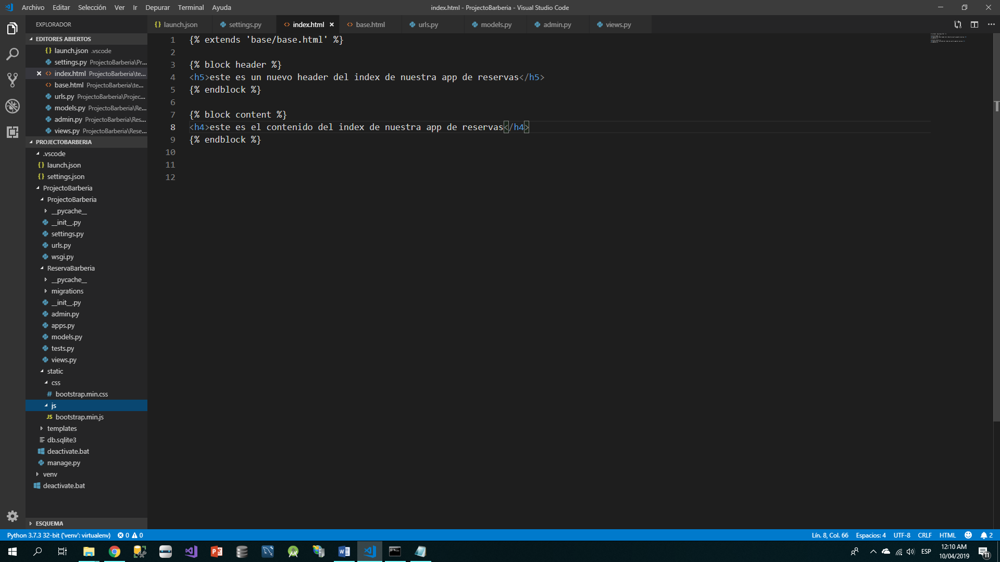 Archivo Editar Selección Ver Ir Depurar Terminal Ayuda
index.html - ProjectoBarberia - Visual Studio Code
EXPLORADOR
EDITORES ABIERTOS
{} launch.json .vscode
settings.py ProjectoBarberia\Pr...
<> index.html ProjectoBarberia\te...
<> base.html ProjectoBarberia\te...
urls.py ProjectoBarberia\Projec...
models.py ProjectoBarberia\Re...
admin.py ProjectoBarberia\Res...
views.py ProjectoBarberia\Rese...
PROJECTOBARBERIA
.vscode
{} launch.json
{} settings.json
ProjectoBarberia
ProjectoBarberia
__pycache__
__init__.py
settings.py
urls.py
wsgi.py
ReservaBarberia
__pycache__
migrations
__init__.py
admin.py
apps.py
models.py
tests.py
views.py
static
css
# bootstrap.min.css
js
JS bootstrap.min.js
templates
db.sqlite3
deactivate.bat
manage.py
venv
deactivate.bat
ESQUEMA
{} launch.json settings.py <> index.html <> base.html urls.py models.py admin.py views.py
1 {% extends 'base/base.html' %}
2
3 {% block header %}
4 <h5>este es un nuevo header del index de nuestra app de reservas</h5>
5 {% endblock %}
6
7 {% block content %}
8 <h4>este es el contenido del index de nuestra app de reservas</h4>
9 {% endblock %}
10
11
12
Python 3.7.3 32-bit ('venv': virtualenv) 0 0
Lín. 8, Col. 66 Espacios: 4 UTF-8 CRLF HTML 2
ESP
12:10 AM
10/04/2019
11